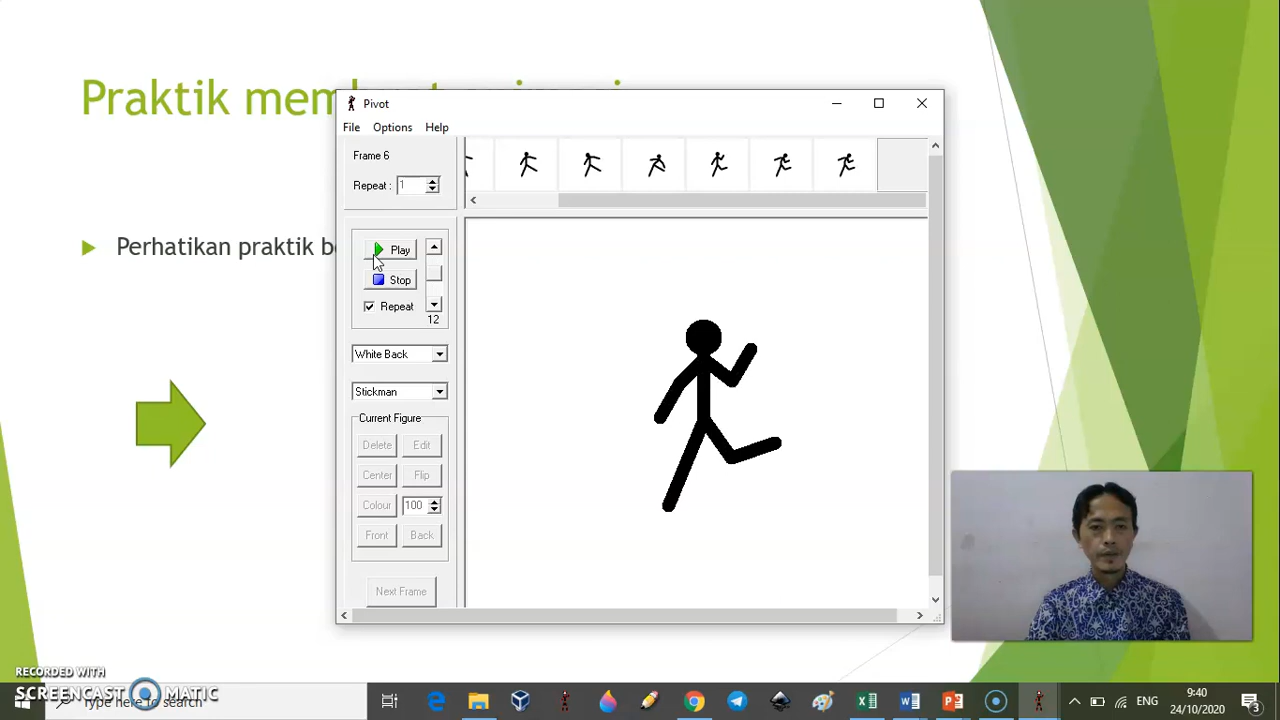 Praktik mem
Pivot
File Options Help
Frame 6
Repeat : 1
Perhatikan praktik be
Play
Stop
Repeat
12
White Back
Stickman
Current Figure
Delete Edit
Center Flip
Colour 100
Front Back
Next Frame
RECORDED WITH
SCREENCAST MATIC
Type here to search
ENG
9:40
24/10/2020
3